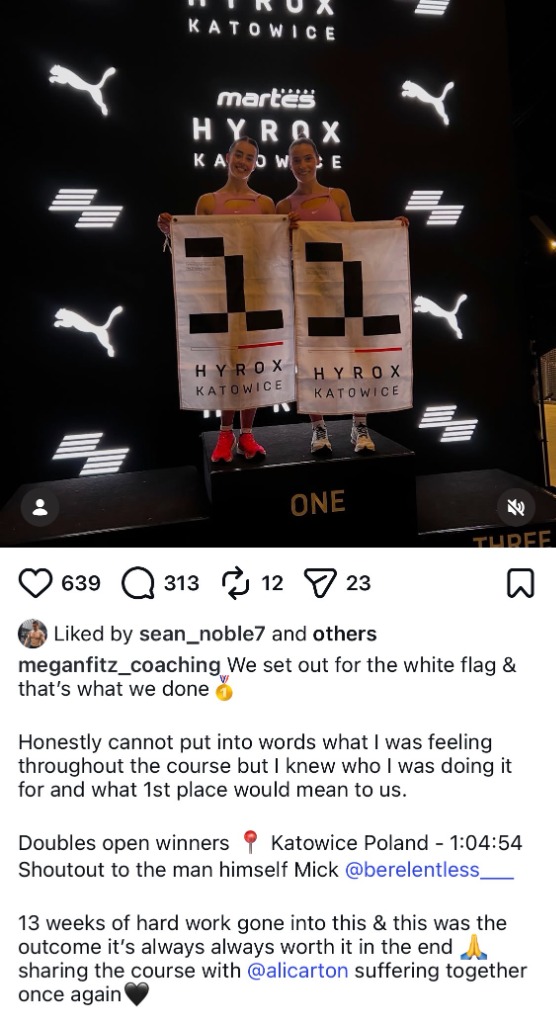 HYROX
KATOWICE
martes
HYROX
KATOWICE
HYROX
KATOWICE
HYROX
KATOWICE
ONE
THREE
639 313 12 23
Liked by sean_noble7 and others
meganfitz_coaching We set out for the white flag &
that’s what we done🥇
Honestly cannot put into words what I was feeling
throughout the course but I knew who I was doing it
for and what 1st place would mean to us.
Doubles open winners 📍 Katowice Poland - 1:04:54
Shoutout to the man himself Mick @berelentless___
13 weeks of hard work gone into this & this was the
outcome it’s always always worth it in the end 🙏
sharing the course with @alicarton suffering together
once again🖤